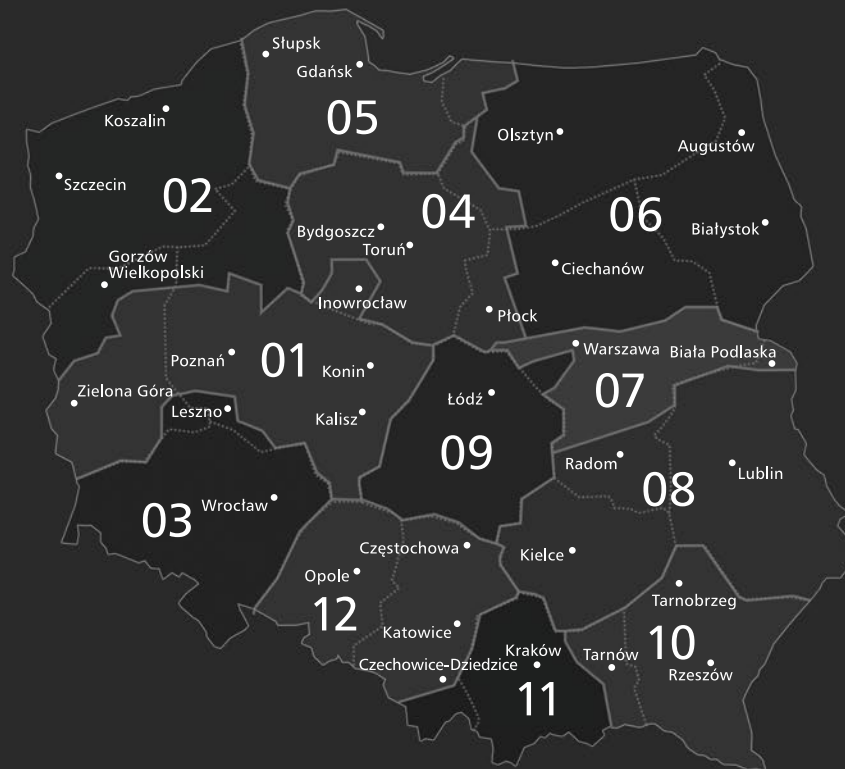 Słupsk
Gdańsk
05
Koszalin
Olsztyn
Augustów
Szczecin
02
04
06
Bydgoszcz
Toruń
Białystok
Gorzów
Wielkopolski
Ciechanów
Inowrocław
Płock
Poznań
01
Konin
Warszawa
Biała Podlaska
07
Zielona Góra
Leszno
Kalisz
Łódź
09
Radom
08
Lublin
03
Wrocław
Częstochowa
Kielce
Opole
12
Tarnobrzeg
Katowice
10
Kraków
Tarnów
Czechowice-Dziedzice
Rzeszów
11